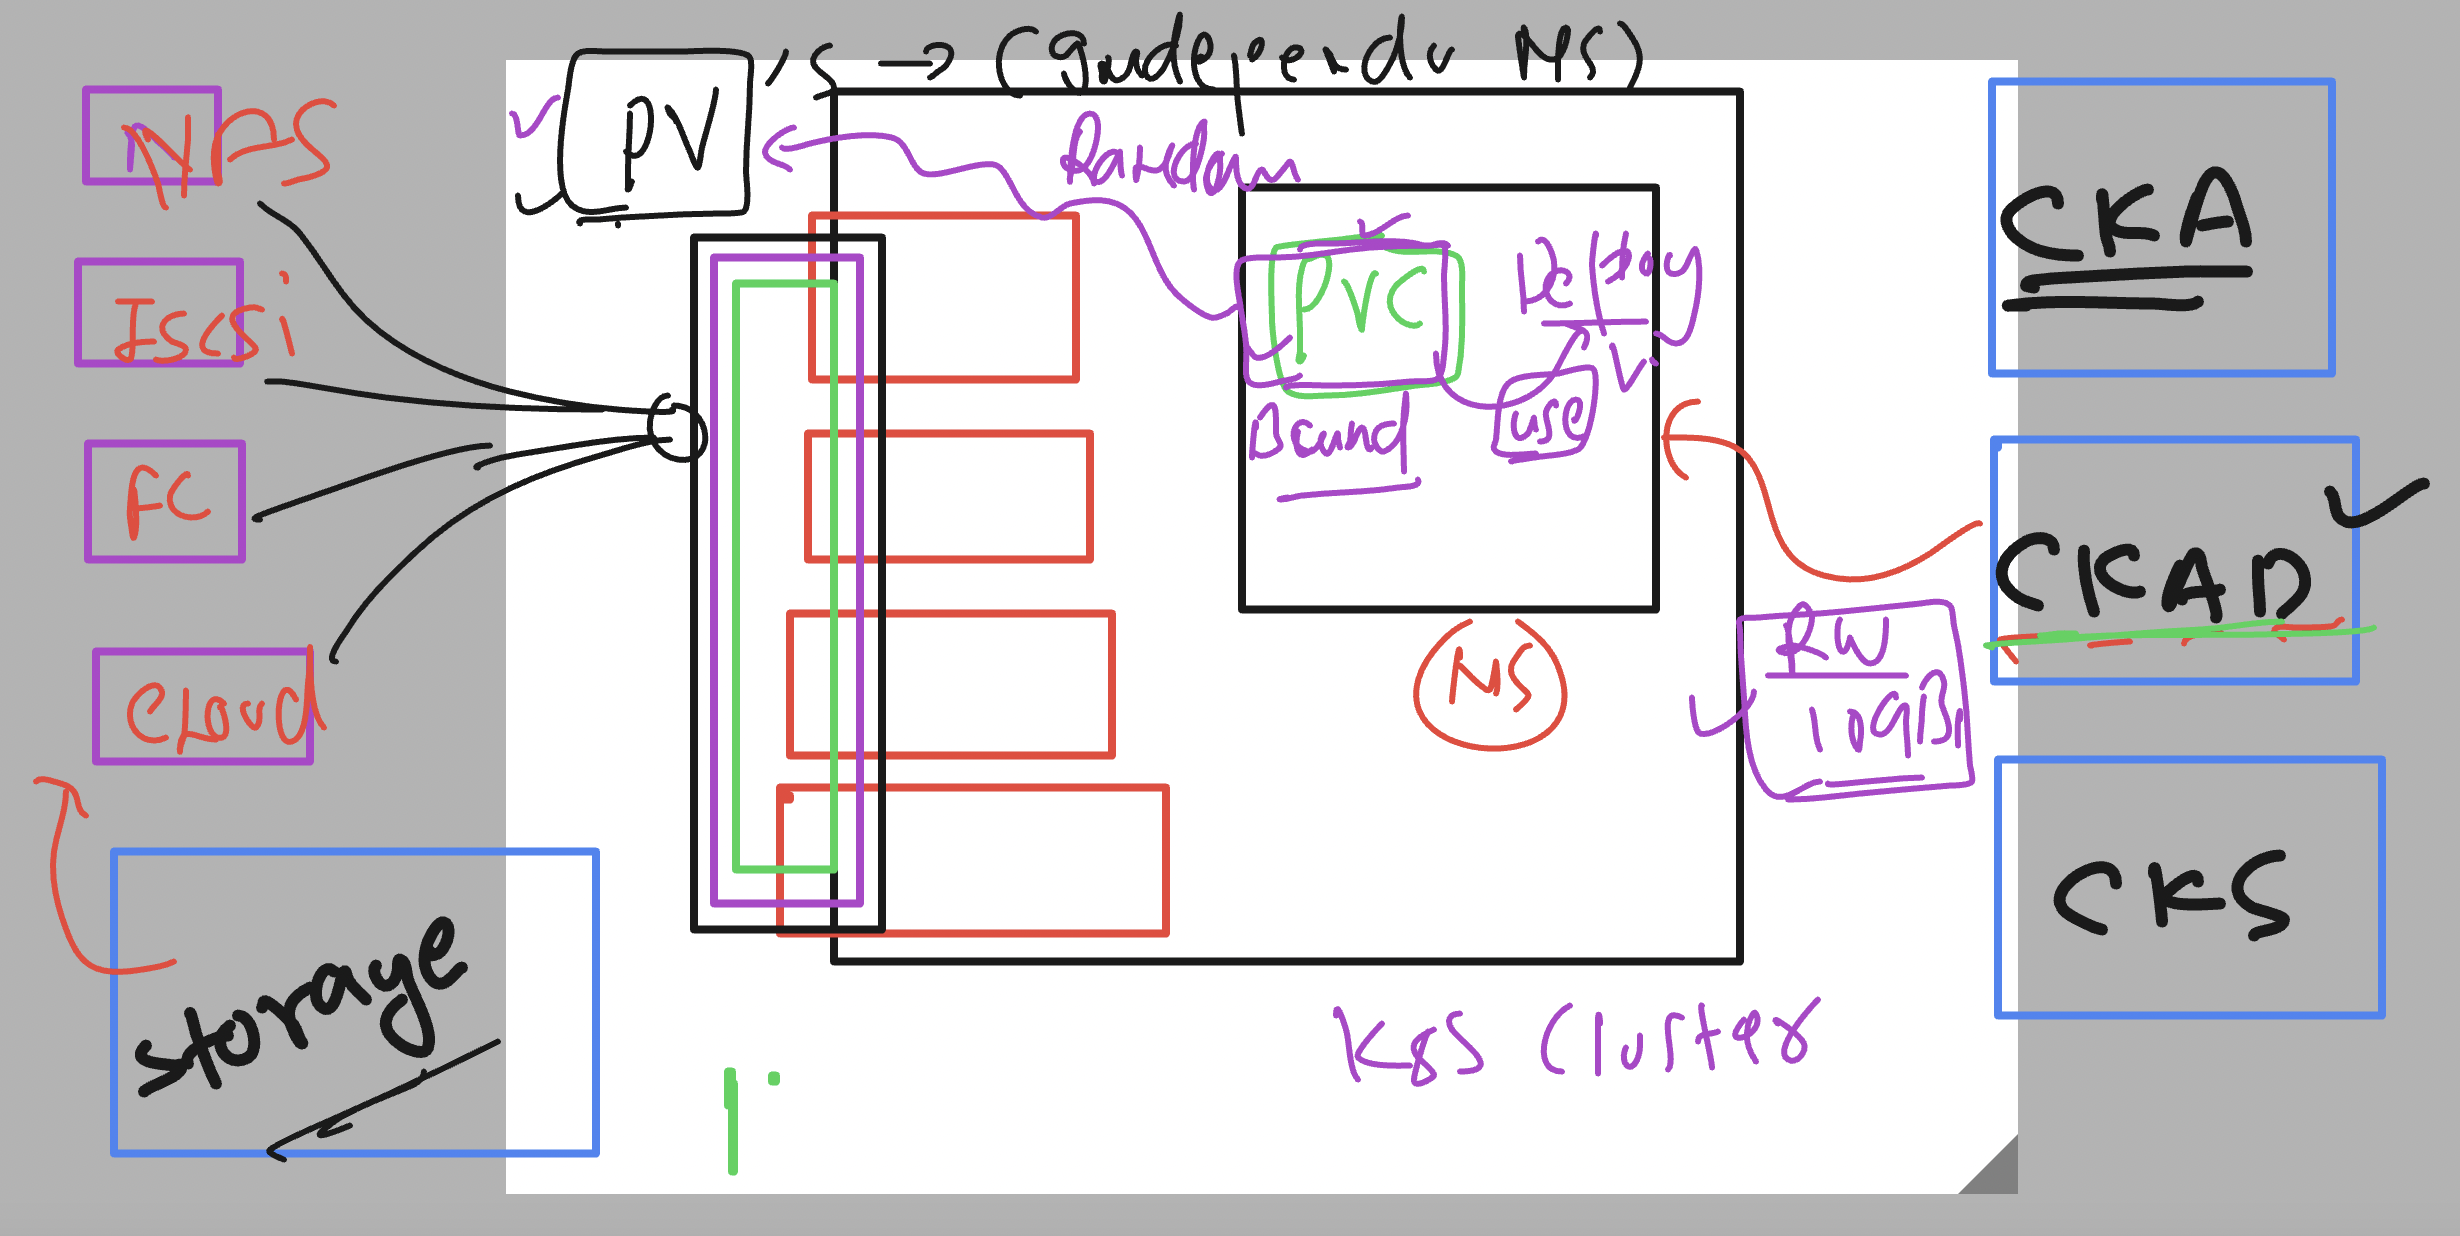 PV's → (Independ NS)
NFS
Iscsi
FC
Cloud
Storage
Random
PVC
Bound
use
NS
RW
10GB
K8S Cluster
CKA
CKAD
CKS